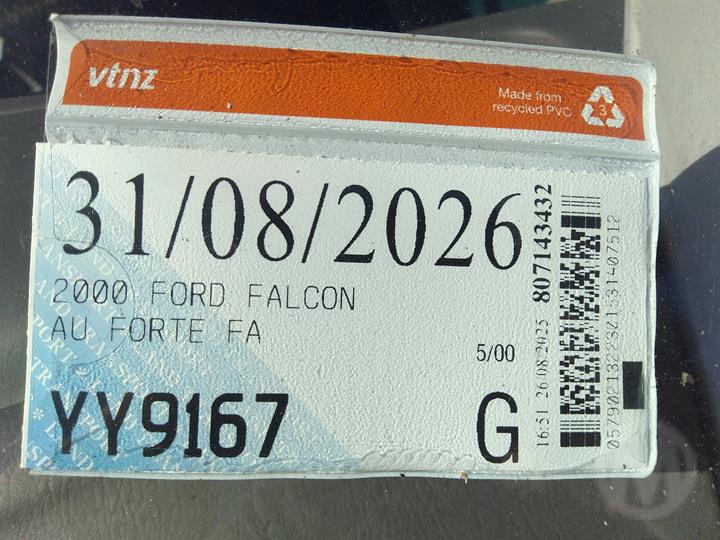 vtnz
Made from
recycled PVC
3
31/08/2026
2000 FORD FALCON
AU FORTE FA
5/00
YY9167
G
16:51 26/08/2025 807143432